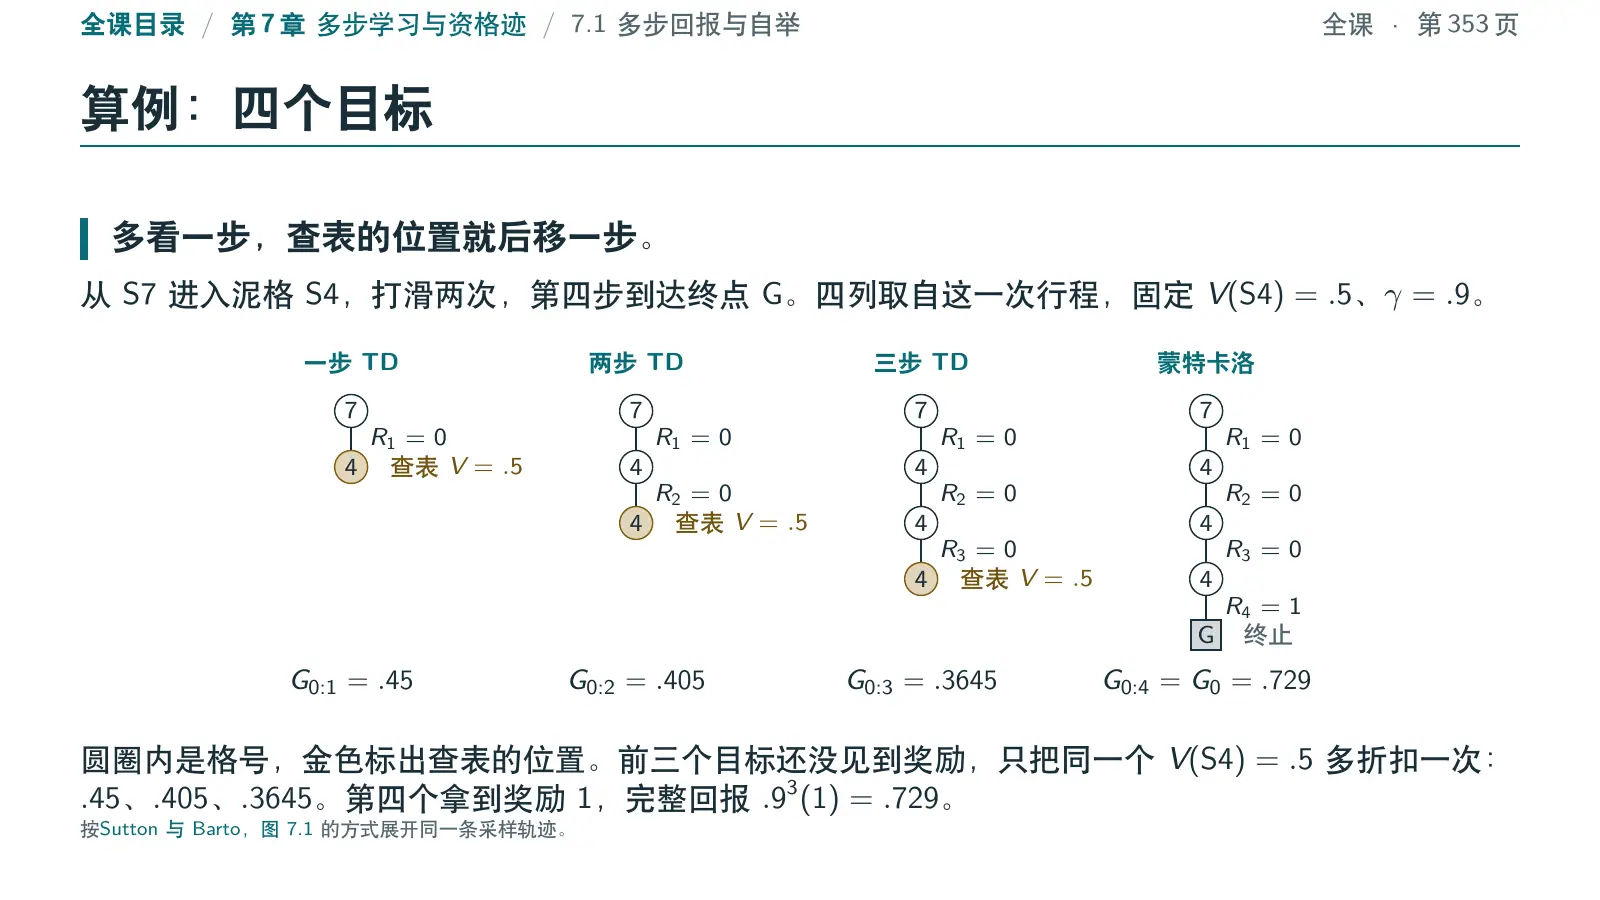 全课目录 / 第7章 多步学习与资格迹 / 7.1 多步回报与自举
全课 · 第353页
算例：四个目标
多看一步，查表的位置就后移一步。
从 S7 进入泥格 S4，打滑两次，第四步到达终点 G。四列取自这一次行程，固定 V(S4) = .5、γ = .9。
一步 TD
7
R₁ = 0
4 查表 V = .5
G₀:₁ = .45
两步 TD
7
R₁ = 0
4
R₂ = 0
4 查表 V = .5
G₀:₂ = .405
三步 TD
7
R₁ = 0
4
R₂ = 0
4
R₃ = 0
4 查表 V = .5
G₀:₃ = .3645
蒙特卡洛
7
R₁ = 0
4
R₂ = 0
4
R₃ = 0
4
R₄ = 1
G 终止
G₀:₄ = G₀ = .729
圆圈内是格号，金色标出查表的位置。前三个目标还没见到奖励，只把同一个 V(S4) = .5 多折扣一次：
.45、.405、.3645。第四个拿到奖励 1，完整回报 .9³(1) = .729。
按Sutton 与 Barto，图 7.1 的方式展开同一条采样轨迹。